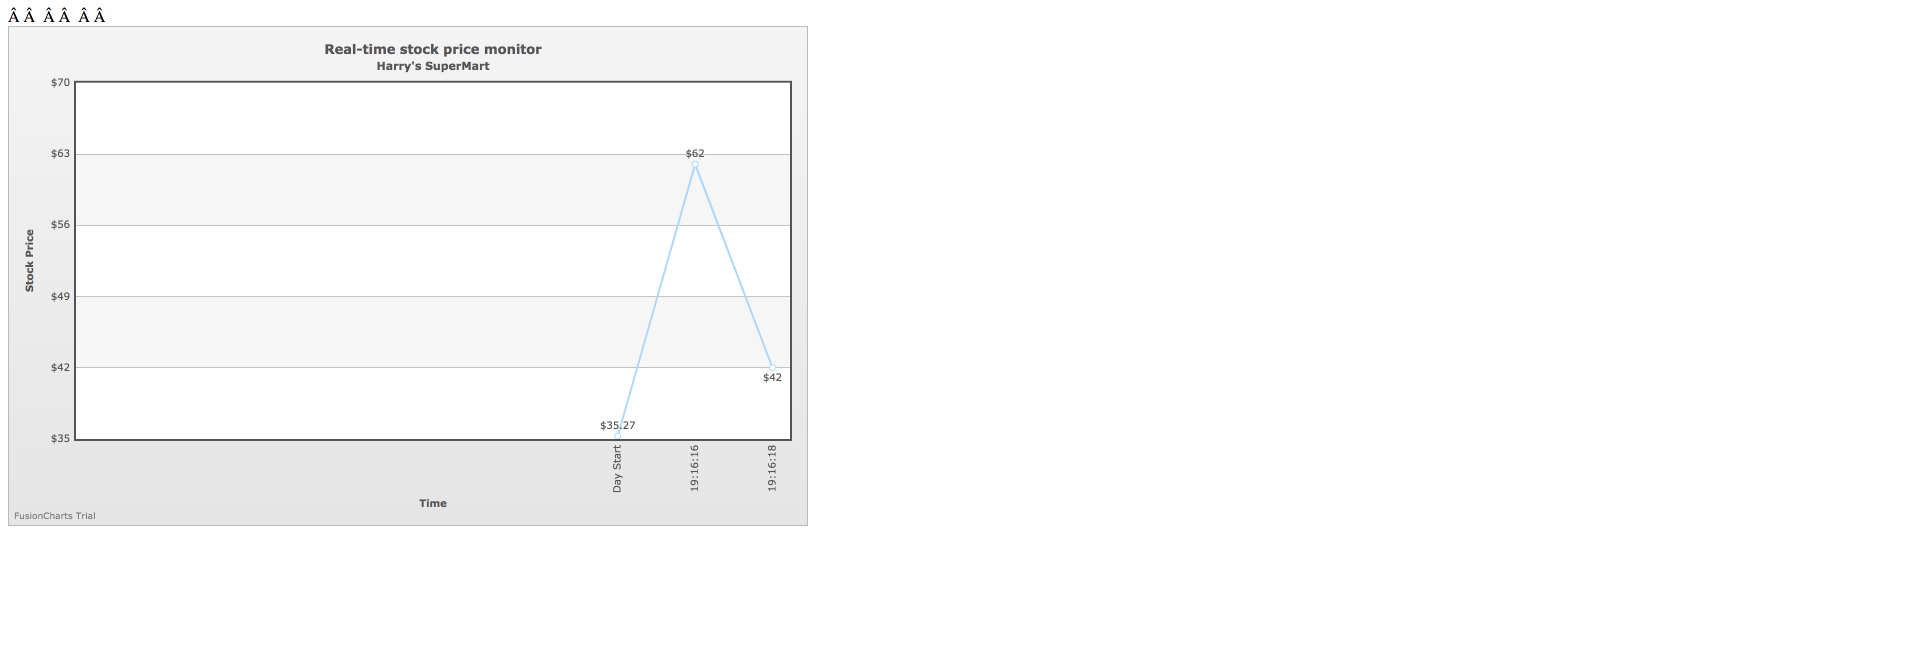 Â Â  Â Â  Â Â
Real-time stock price monitor
Harry's SuperMart
$70
$63
$56
$49
$42
$35
Stock Price
$62
$42
$35.27
Day Start
19:16:16
19:16:18
Time
FusionCharts Trial